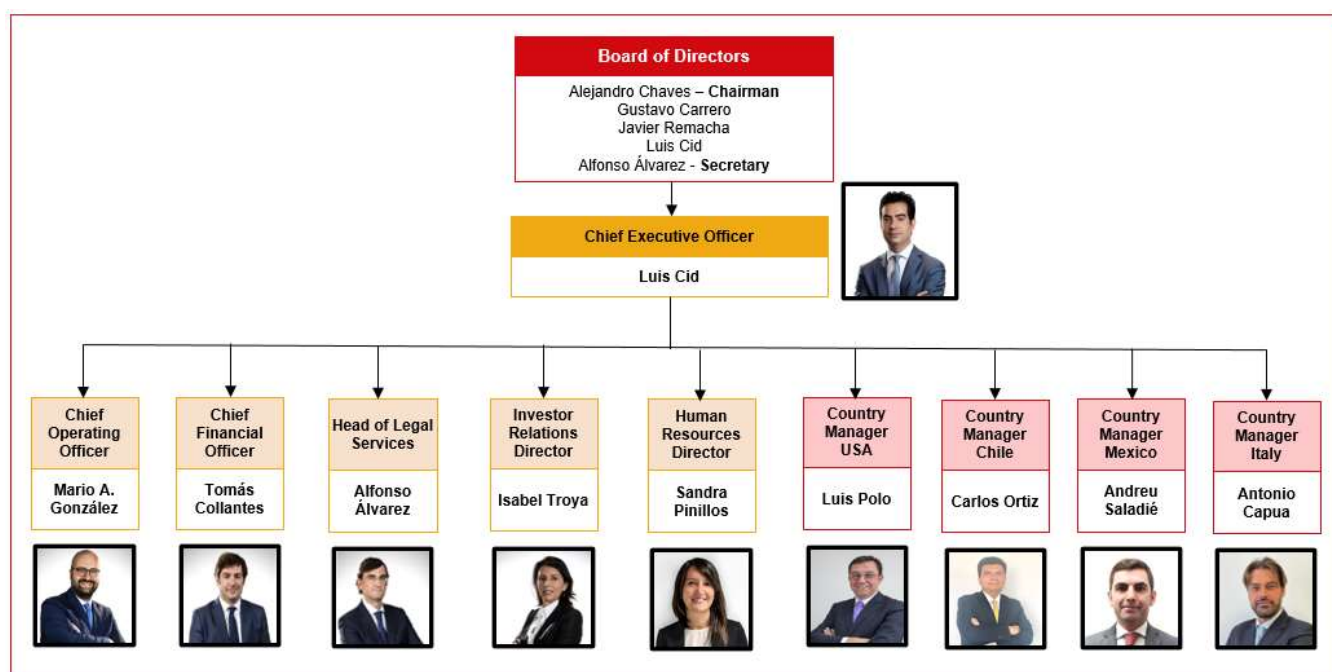 Board of Directors
Alejandro Chaves – Chairman
Gustavo Carrero
Javier Remacha
Luis Cid
Alfonso Álvarez - Secretary
Chief Executive Officer
Luis Cid
Chief
Operating
Officer
Mario A.
González
Chief
Financial
Officer
Tomás
Collantes
Head of Legal
Services
Alfonso
Álvarez
Investor
Relations
Director
Isabel Troya
Human
Resources
Director
Sandra
Pinillos
Country
Manager
USA
Luis Polo
Country
Manager
Chile
Carlos Ortiz
Country
Manager
Mexico
Andreu
Saladié
Country
Manager
Italy
Antonio
Capua